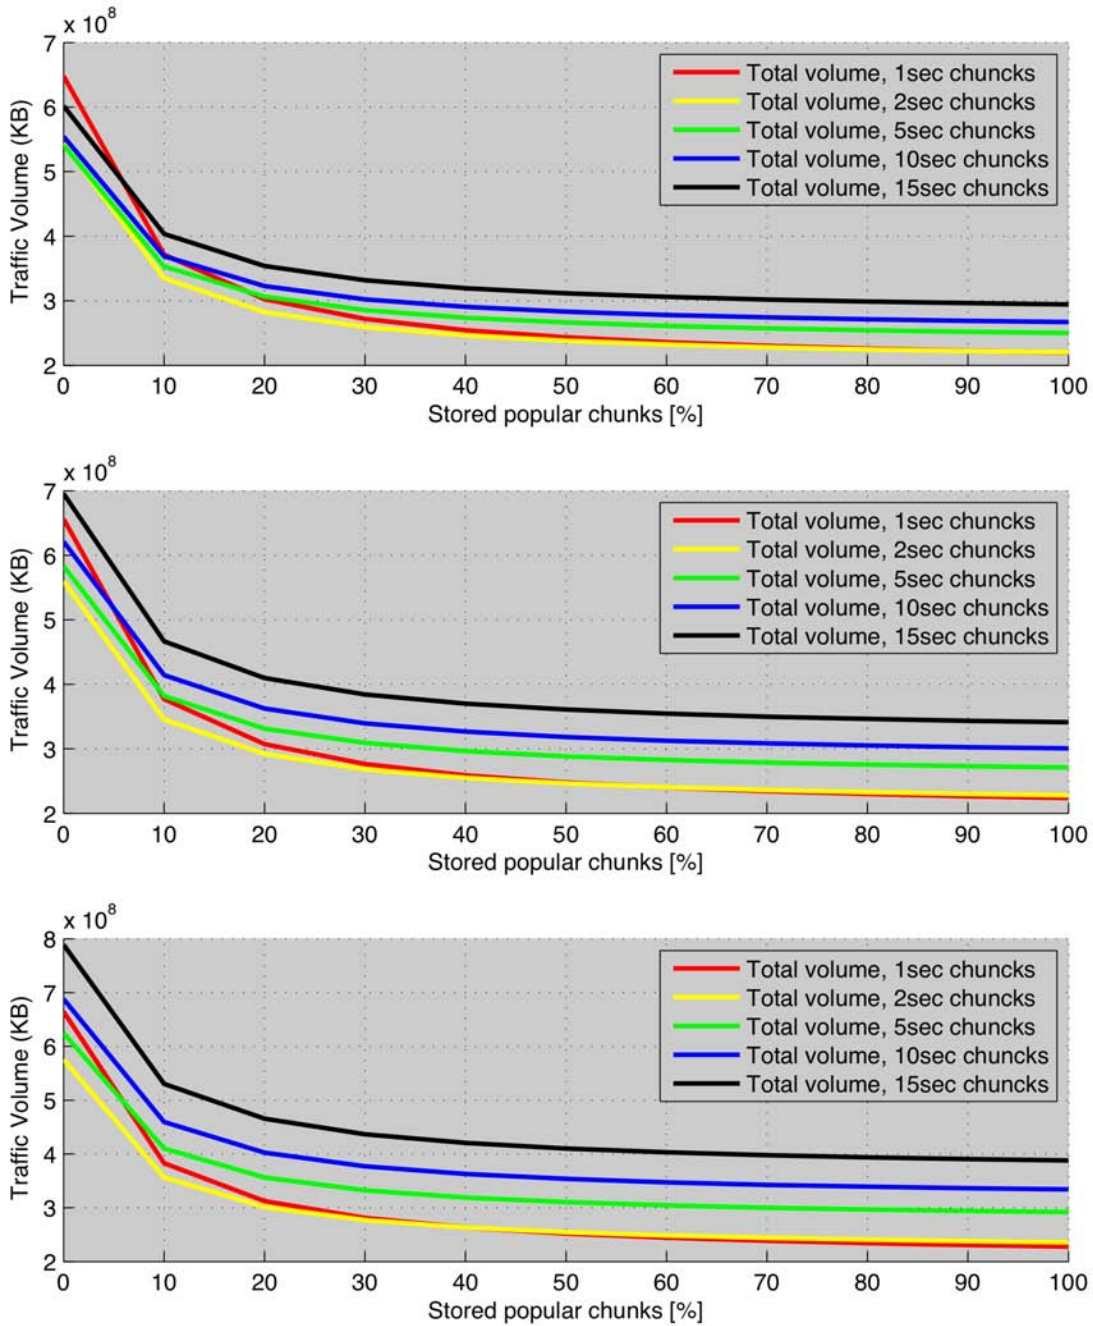 x 10^8
7
6
5
4
3
2
Traffic Volume (KB)
Total volume, 1sec chuncks
Total volume, 2sec chuncks
Total volume, 5sec chuncks
Total volume, 10sec chuncks
Total volume, 15sec chuncks
0 10 20 30 40 50 60 70 80 90 100
Stored popular chunks [%]
x 10^8
7
6
5
4
3
2
Traffic Volume (KB)
Total volume, 1sec chuncks
Total volume, 2sec chuncks
Total volume, 5sec chuncks
Total volume, 10sec chuncks
Total volume, 15sec chuncks
0 10 20 30 40 50 60 70 80 90 100
Stored popular chunks [%]
x 10^8
8
7
6
5
4
3
2
Traffic Volume (KB)
Total volume, 1sec chuncks
Total volume, 2sec chuncks
Total volume, 5sec chuncks
Total volume, 10sec chuncks
Total volume, 15sec chuncks
0 10 20 30 40 50 60 70 80 90 100
Stored popular chunks [%]